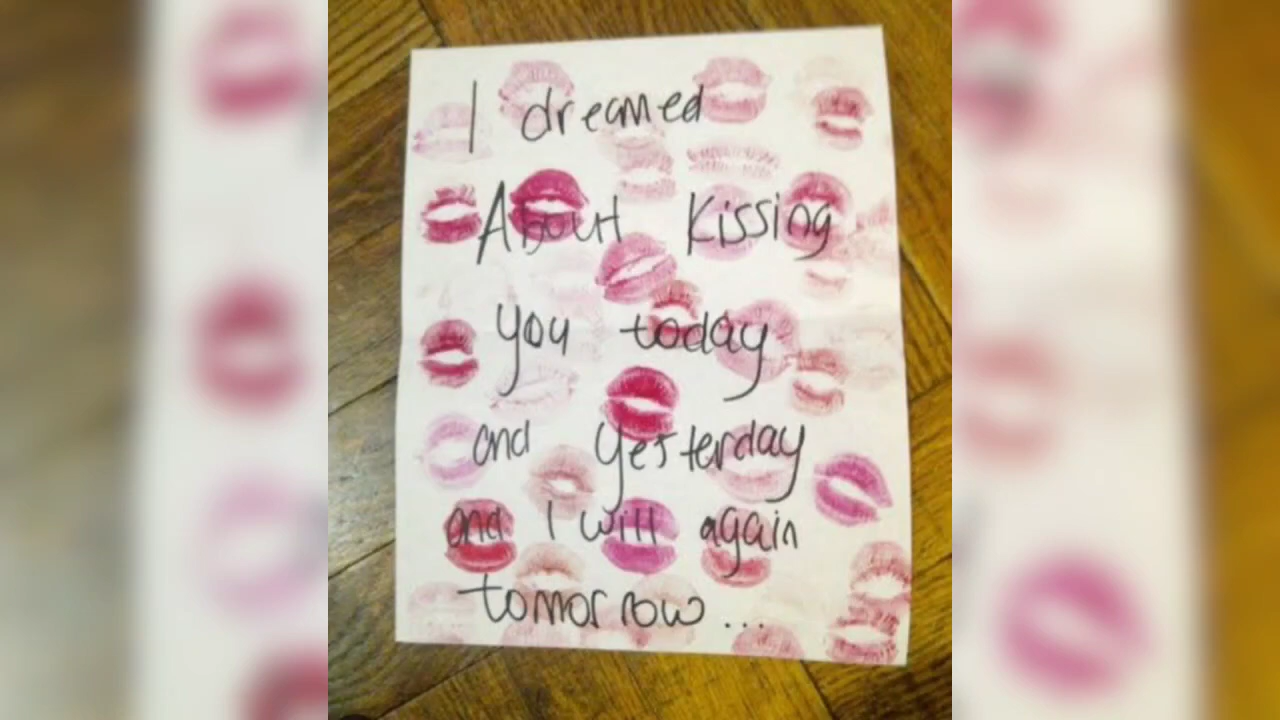 I dreamed
About Kissing
you today
and yesterday
and I will again
tomorrow...